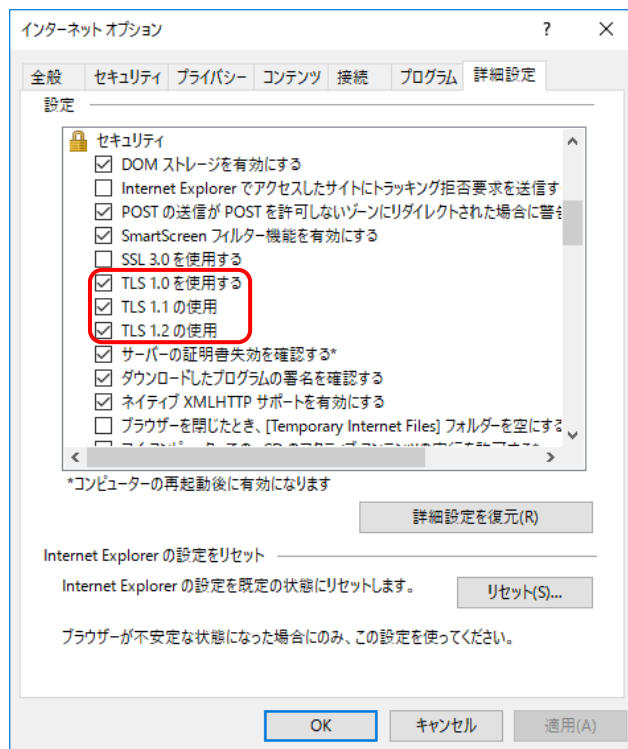 インターネット オプション ? ×
全般 セキュリティ プライバシー コンテンツ 接続 プログラム 詳細設定
設定
セキュリティ
DOM ストレージを有効にする
Internet Explorer でアクセスしたサイトにトラッキング拒否要求を送信す
POST の送信が POST を許可しないゾーンにリダイレクトされた場合に警告
SmartScreen フィルター機能を有効にする
SSL 3.0 を使用する
TLS 1.0 を使用する
TLS 1.1 の使用
TLS 1.2 の使用
サーバーの証明書失効を確認する*
ダウンロードしたプログラムの署名を確認する
ネイティブ XMLHTTP サポートを有効にする
ブラウザーを閉じたとき、[Temporary Internet Files] フォルダーを空にする
*コンピューターの再起動後に有効になります
詳細設定を復元(R)
Internet Explorer の設定をリセット
Internet Explorer の設定を既定の状態にリセットします。
リセット(S)...
ブラウザーが不安定な状態になった場合にのみ、この設定を使ってください。
OK キャンセル 適用(A)